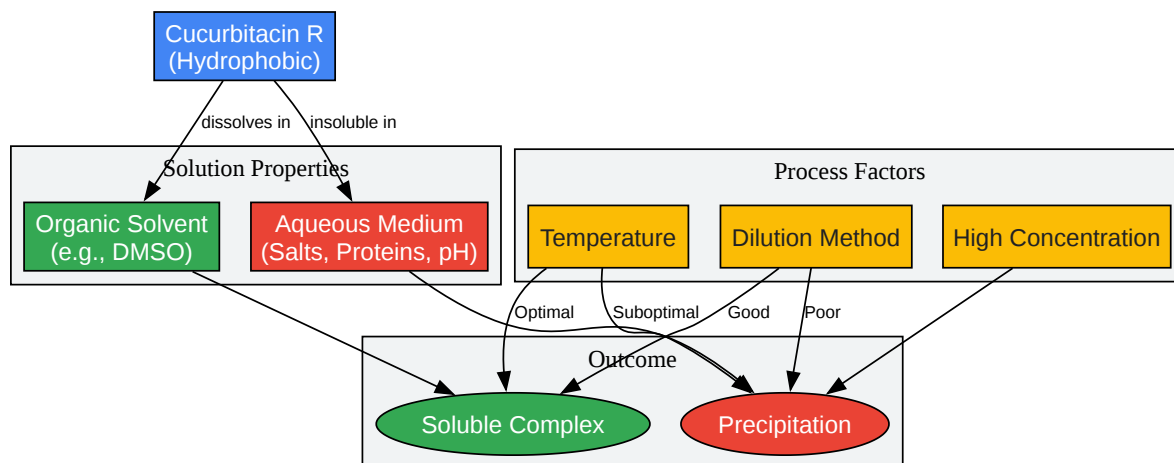 Cucurbitacin R
(Hydrophobic)
dissolves in
insoluble in
Solution Properties
Process Factors
Organic Solvent
(e.g., DMSO)
Aqueous Medium
(Salts, Proteins, pH)
Temperature
Dilution Method
High Concentration
Optimal
Suboptimal
Good
Poor
Outcome
Soluble Complex
Precipitation